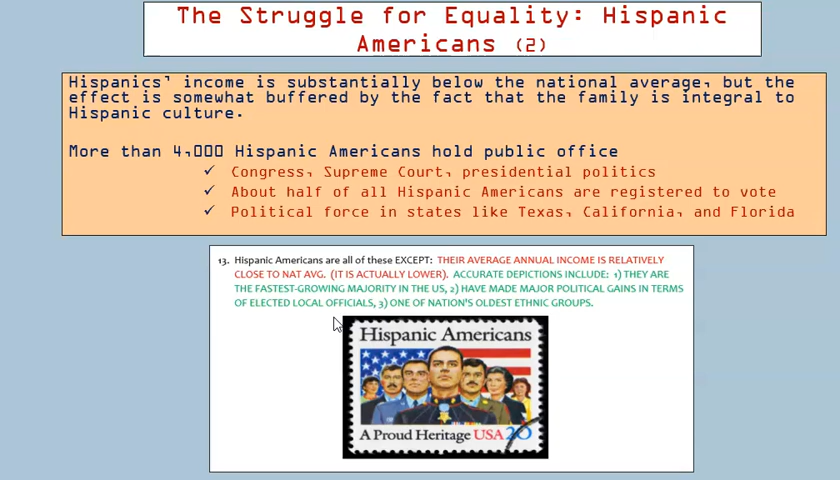 The Struggle for Equality: Hispanic
Americans (2)
Hispanics' income is substantially below the national average, but the
effect is somewhat buffered by the fact that the family is integral to
Hispanic culture.
More than 4,000 Hispanic Americans hold public office
✓ Congress, Supreme Court, presidential politics
✓ About half of all Hispanic Americans are registered to vote
✓ Political force in states like Texas, California, and Florida
13. Hispanic Americans are all of these EXCEPT: THEIR AVERAGE ANNUAL INCOME IS RELATIVELY
CLOSE TO NAT AVG. (IT IS ACTUALLY LOWER). ACCURATE DEPICTIONS INCLUDE: 1) THEY ARE
THE FASTEST-GROWING MAJORITY IN THE US, 2) HAVE MADE MAJOR POLITICAL GAINS IN TERMS
OF ELECTED LOCAL OFFICIALS, 3) ONE OF NATION'S OLDEST ETHNIC GROUPS.
Hispanic Americans
A Proud Heritage USA 20